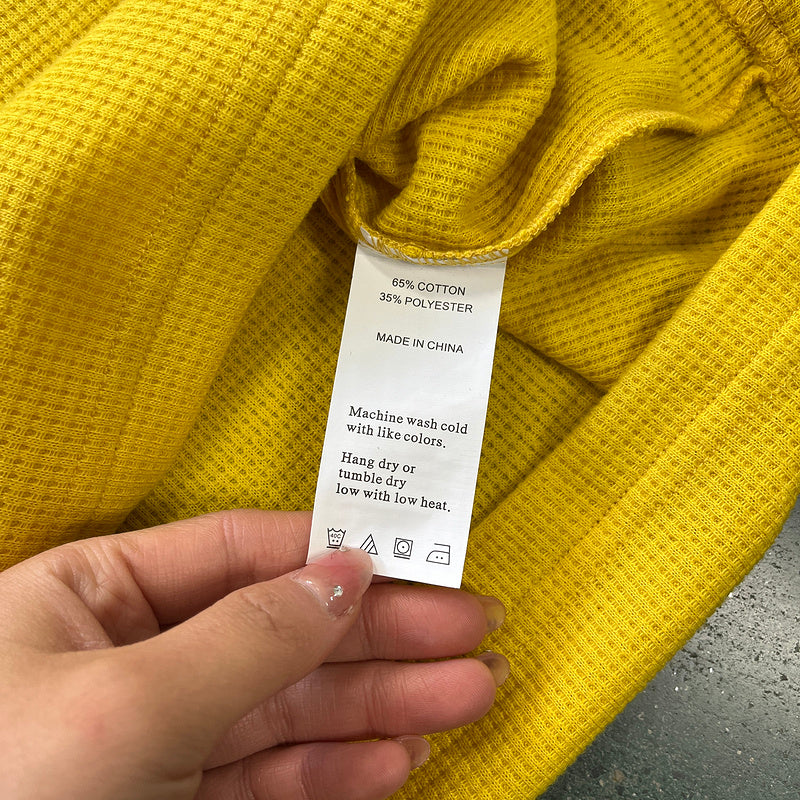 65% COTTON
35% POLYESTER
MADE IN CHINA
Machine wash cold
with like colors.
Hang dry or
tumble dry
low with low heat.
40C